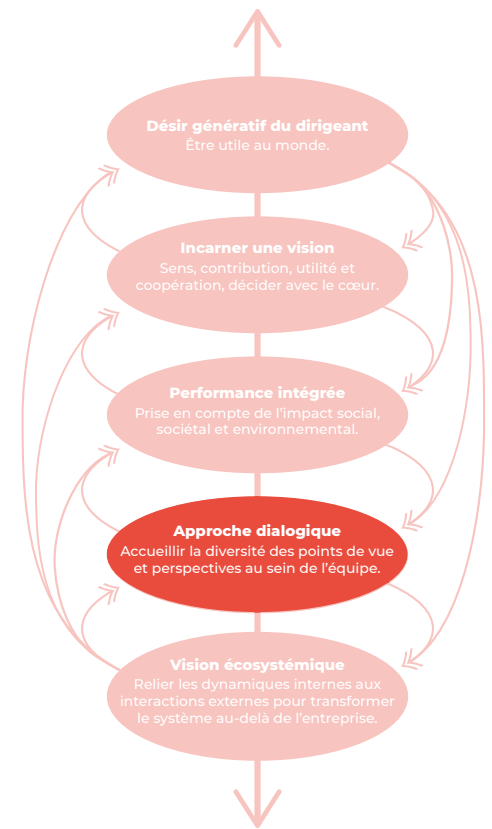 Désir génératif du dirigeant
Être utile au monde.
Incarner une vision
Sens, contribution, utilité et
coopération, décider avec le cœur.
Performance intégrée
Prise en compte de l'impact social,
sociétal et environnemental.
Approche dialogique
Accueillir la diversité des points de vue
et perspectives au sein de l'équipe.
Vision écosystémique
Relier les dynamiques internes aux
interactions externes pour transformer
le système au-delà de l'entreprise.